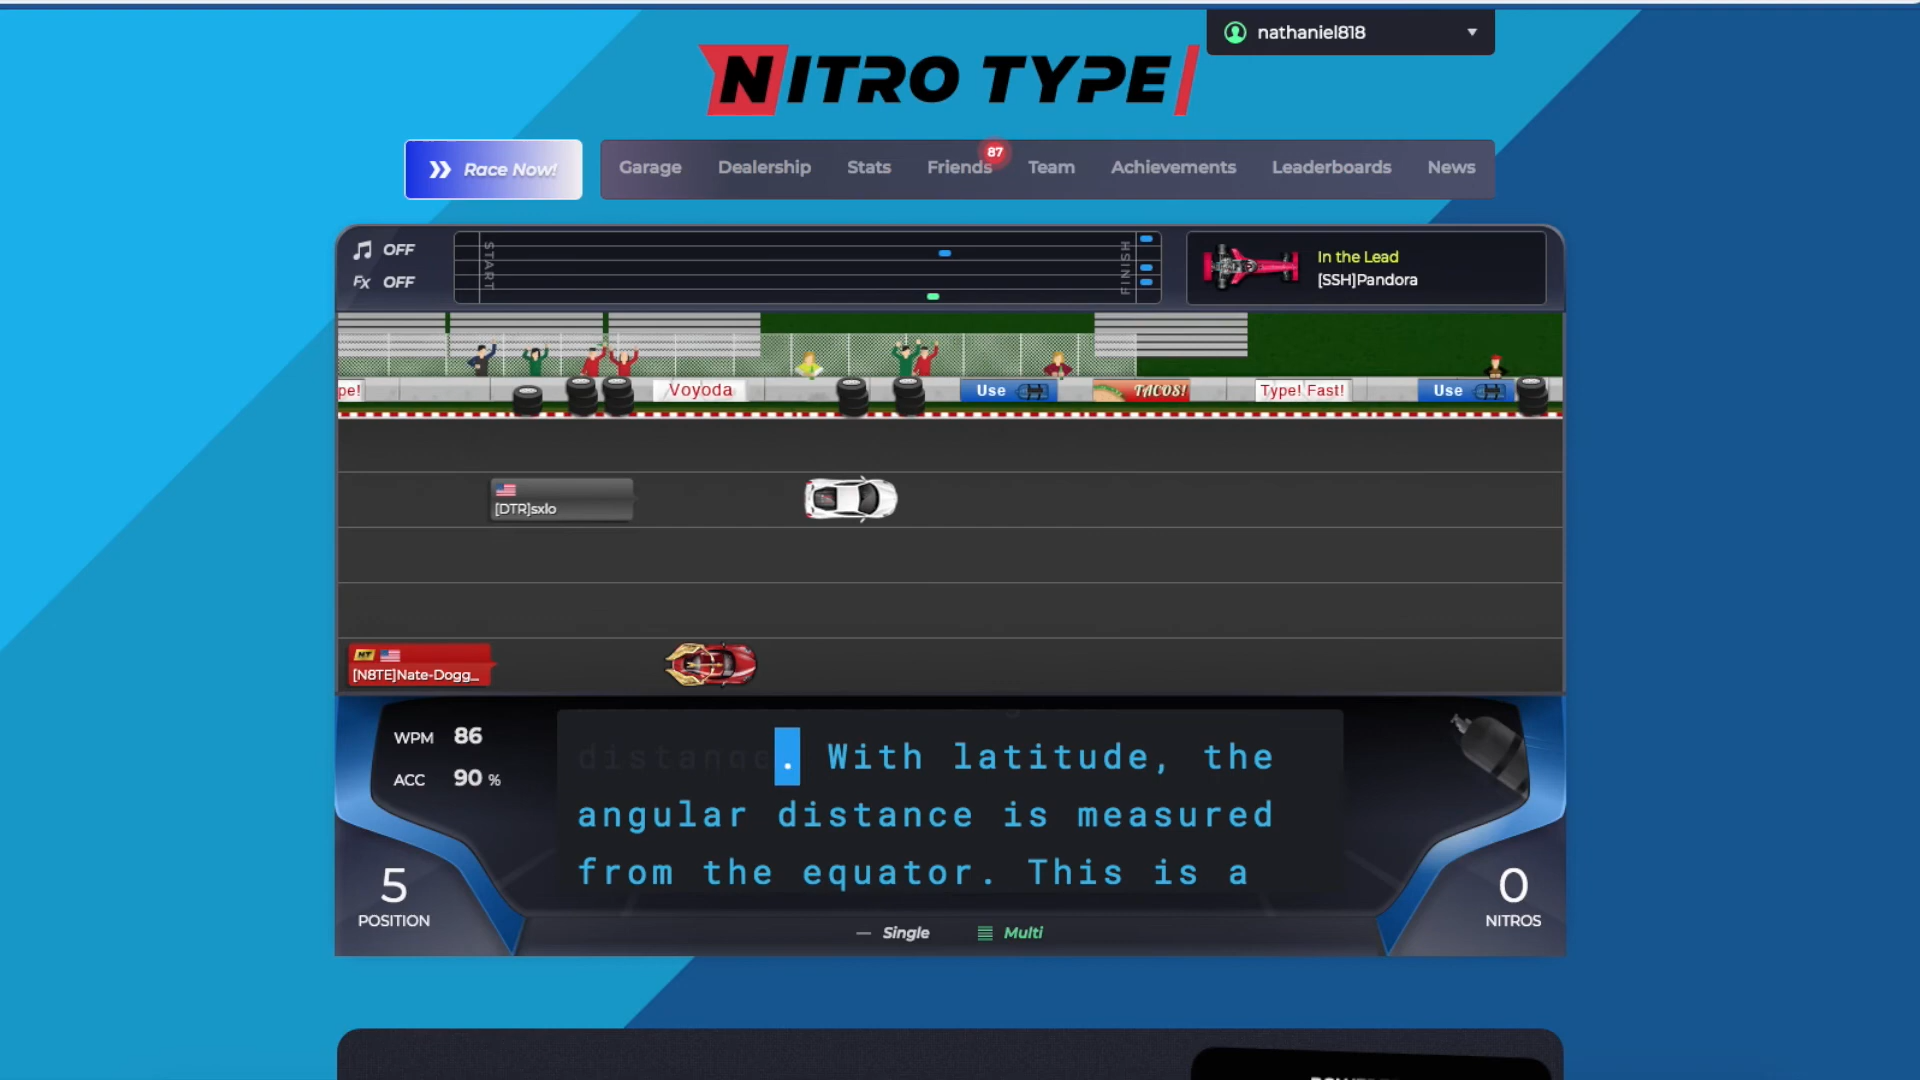 nathaniel818
NITRO TYPE
Race Now!
Garage Dealership Stats Friends 87 Team Achievements Leaderboards News
OFF
Fx OFF
START
FINISH
In the Lead
[SSH]Pandora
pe! Voyoda Use TACOS! Type! Fast! Use
[DTR]sxlo
NT
[N8TE]Nate-Dogg_
WPM 86
ACC 90 %
distance. With latitude, the
angular distance is measured
from the equator. This is a
5
POSITION
0
NITROS
Single Multi